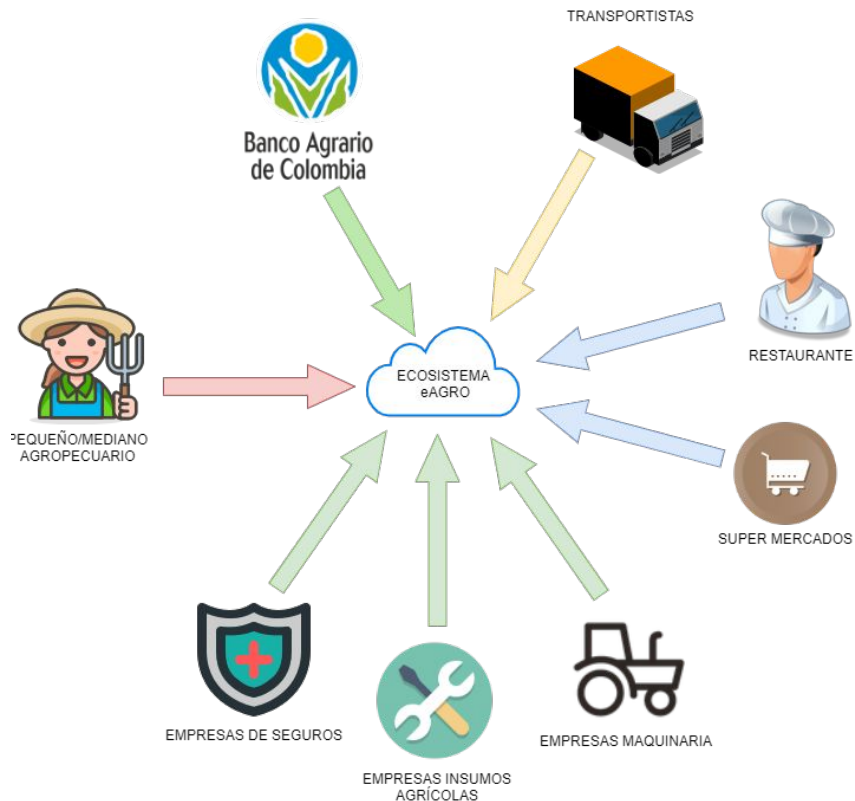 TRANSPORTISTAS
Banco Agrario
de Colombia
RESTAURANTE
ECOSISTEMA
eAGRO
PEQUEÑO/MEDIANO
AGROPECUARIO
SUPER MERCADOS
EMPRESAS DE SEGUROS
EMPRESAS MAQUINARIA
EMPRESAS INSUMOS
AGRÍCOLAS